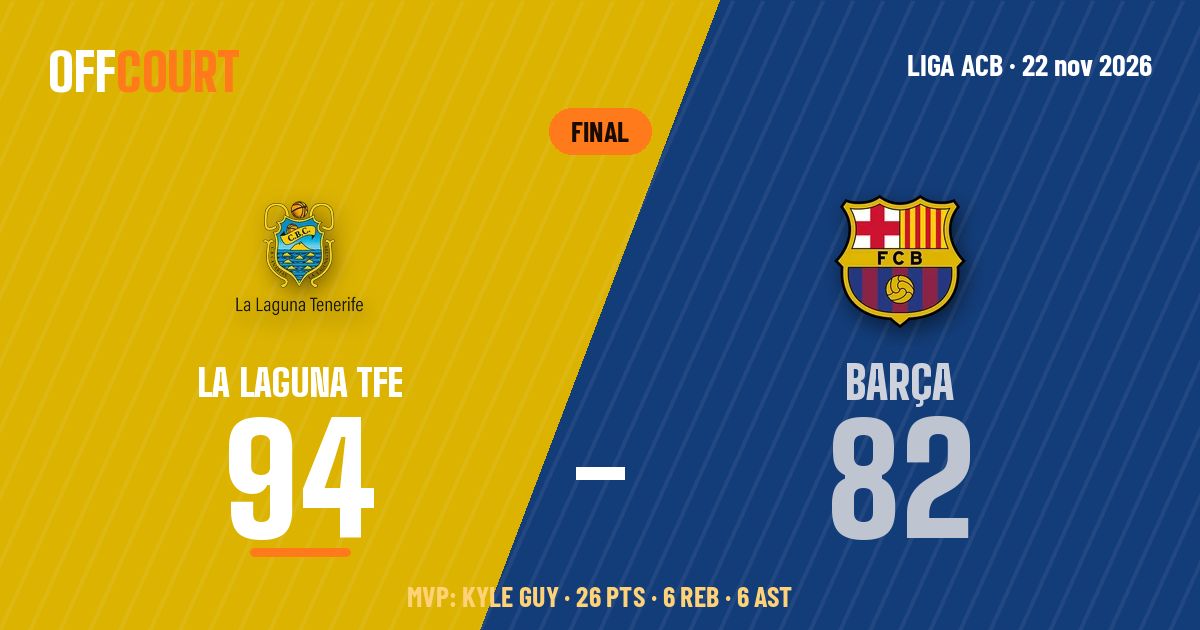 OFFCOURT
LIGA ACB · 22 nov 2026
FINAL
C.B.C.
La Laguna Tenerife
FCB
LA LAGUNA TFE
BARÇA
94 – 82
MVP: KYLE GUY · 26 PTS · 6 REB · 6 AST